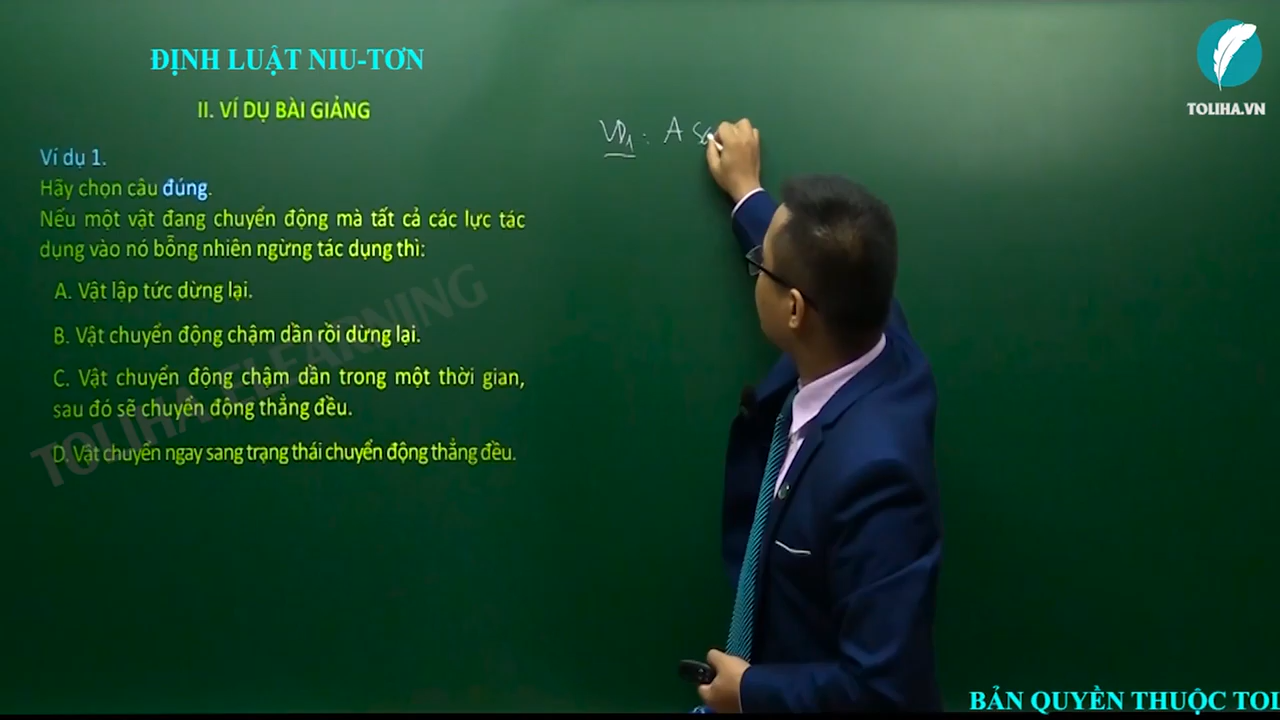 ĐỊNH LUẬT NIU-TƠN
II. VÍ DỤ BÀI GIẢNG
Ví dụ 1.
Hãy chọn câu đúng.
Nếu một vật đang chuyển động mà tất cả các lực tác
dụng vào nó bỗng nhiên ngừng tác dụng thì:
A. Vật lập tức dừng lại.
B. Vật chuyển động chậm dần rồi dừng lại.
C. Vật chuyển động chậm dần trong một thời gian,
sau đó sẽ chuyển động thẳng đều.
D. Vật chuyển ngay sang trạng thái chuyển động thẳng đều.
TOLIHA ELEARNING
VD1: A
TOLIHA.VN
BẢN QUYỀN THUỘC TOL